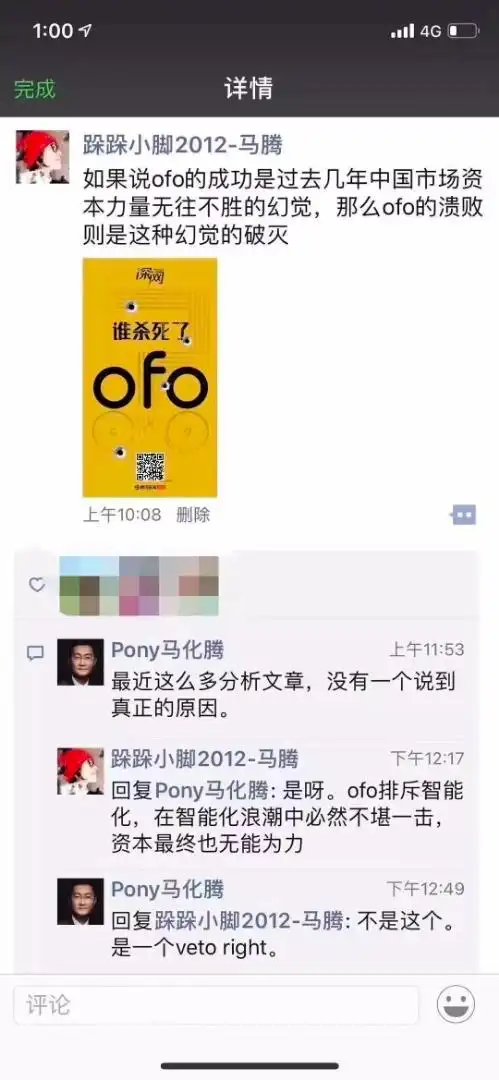 1:00
4G
完成
详情
跺跺小脚2012-马腾
如果说ofo的成功是过去几年中国市场资
本力量无往不胜的幻觉，那么ofo的溃败
则是这种幻觉的破灭
深网
谁杀死了
ofo
上午10:08 删除
Pony马化腾
上午11:53
最近这么多分析文章，没有一个说到
真正的原因。
跺跺小脚2012-马腾
下午12:17
回复Pony马化腾: 是呀。ofo排斥智能
化，在智能化浪潮中必然不堪一击，
资本最终也无能为力
Pony马化腾
下午12:49
回复跺跺小脚2012-马腾: 不是这个。
是一个veto right。
评论